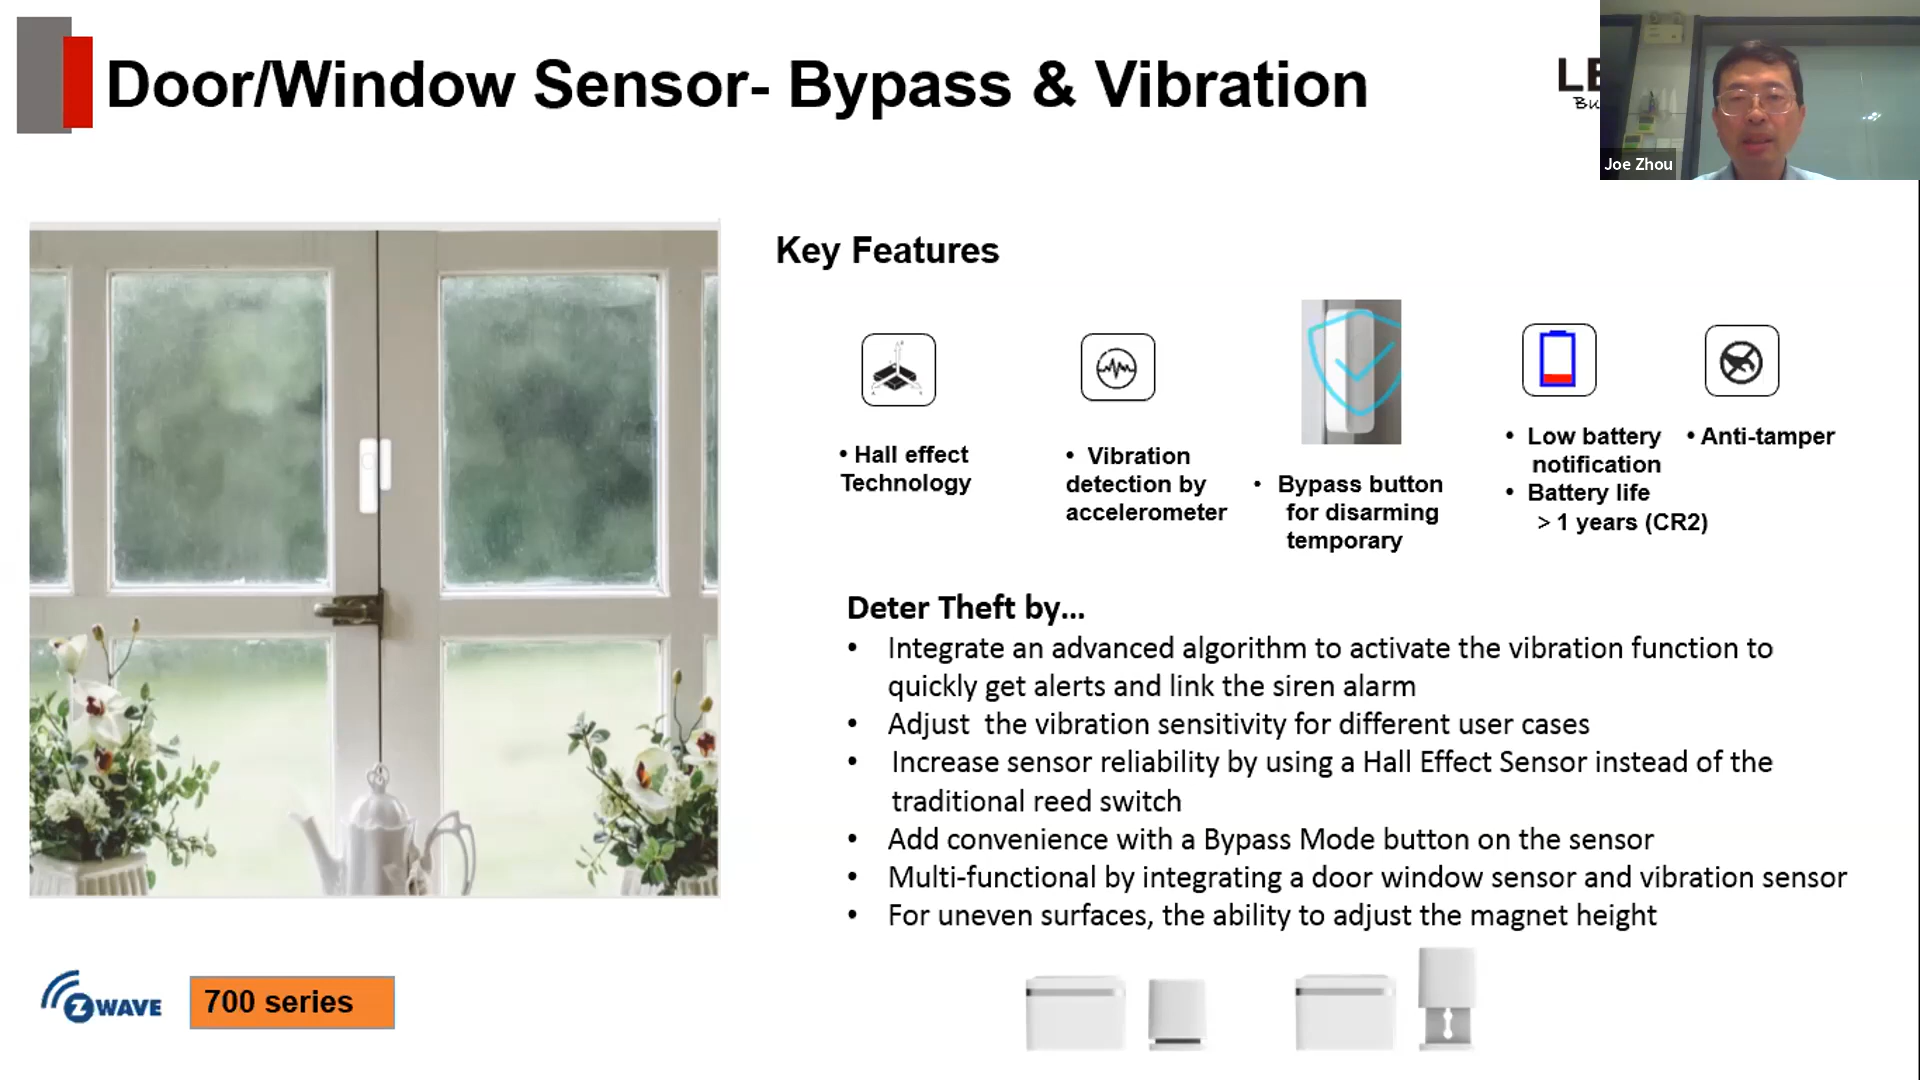 Door/Window Sensor- Bypass & Vibration
LE
Bu
Joe Zhou
Key Features
• Hall effect
Technology
• Vibration
detection by
accelerometer
• Bypass button
for disarming
temporary
• Low battery
notification
• Battery life
> 1 years (CR2)
• Anti-tamper
Deter Theft by...
• Integrate an advanced algorithm to activate the vibration function to
quickly get alerts and link the siren alarm
• Adjust  the vibration sensitivity for different user cases
• Increase sensor reliability by using a Hall Effect Sensor instead of the
traditional reed switch
• Add convenience with a Bypass Mode button on the sensor
• Multi-functional by integrating a door window sensor and vibration sensor
• For uneven surfaces, the ability to adjust the magnet height
Z WAVE
700 series